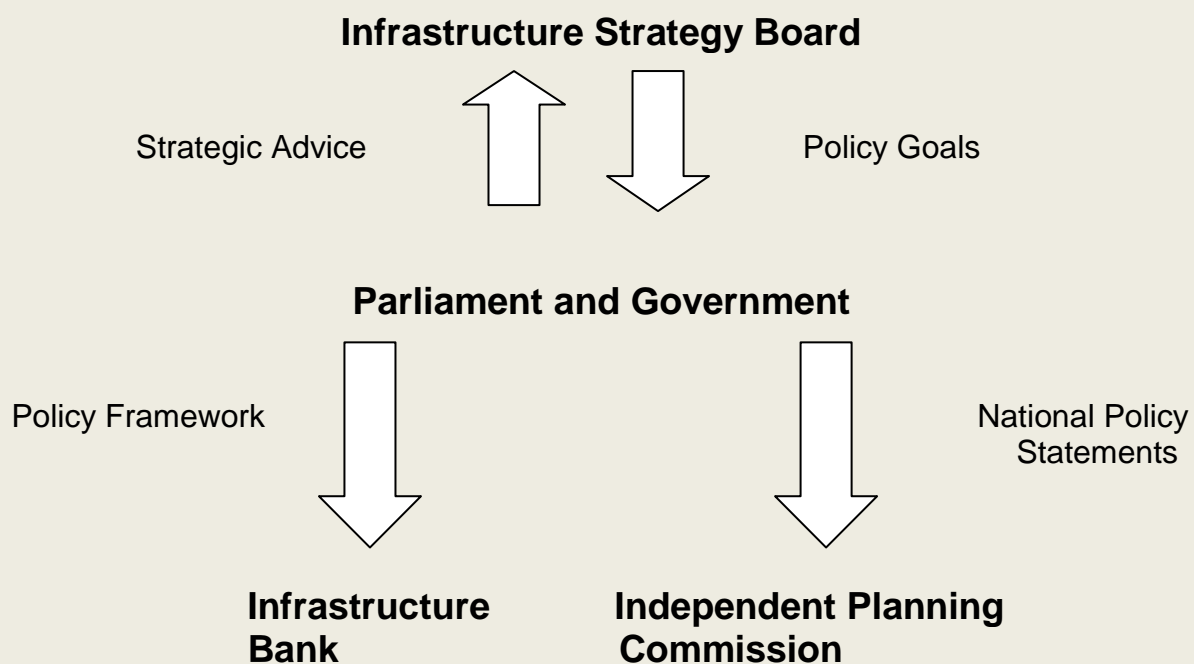 Infrastructure Strategy Board
Strategic Advice
Policy Goals
Parliament and Government
Policy Framework
National Policy
Statements
Infrastructure
Bank
Independent Planning
Commission